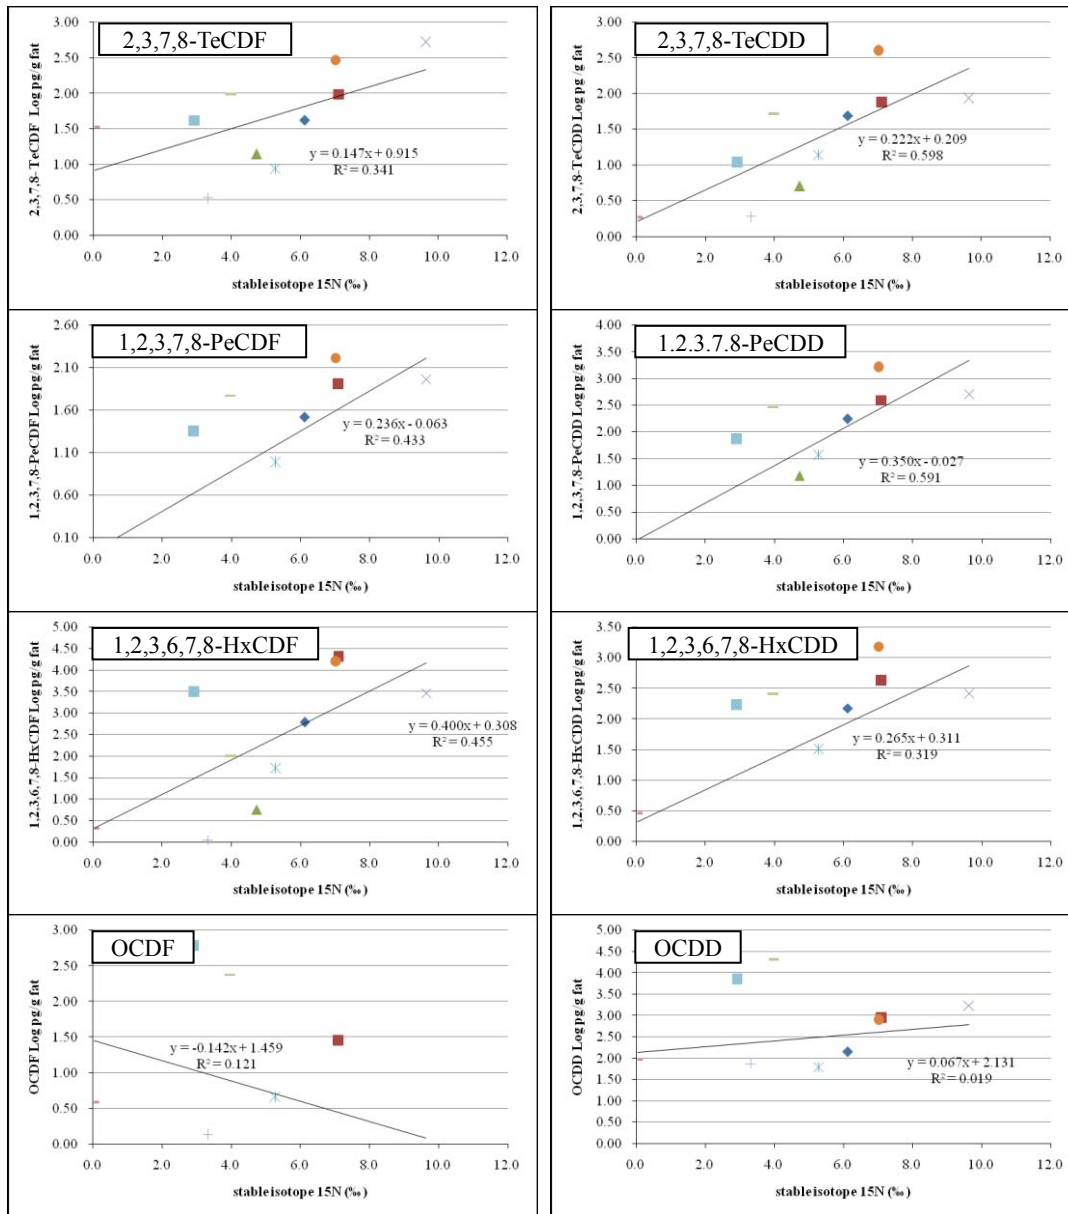 2,3,7,8-TeCDF
3.00
2.50
2.00
1.50
1.00
0.50
0.00
2,3,7,8-TeCDF Log pg/g fat
y = 0.147x + 0.915
R² = 0.341
0.0 2.0 4.0 6.0 8.0 10.0 12.0
stable isotope 15N (‰)
2,3,7,8-TeCDD
3.00
2.50
2.00
1.50
1.00
0.50
0.00
2,3,7,8-TeCDD Log pg/g fat
y = 0.222x + 0.209
R² = 0.598
0.0 2.0 4.0 6.0 8.0 10.0 12.0
stable isotope 15N (‰)
1,2,3,7,8-PeCDF
2.60
2.10
1.60
1.10
0.60
0.10
1,2,3,7,8-PeCDF Log pg/g fat
y = 0.236x - 0.063
R² = 0.433
0.0 2.0 4.0 6.0 8.0 10.0 12.0
stable isotope 15N (‰)
1.2.3.7.8-PeCDD
4.00
3.50
3.00
2.50
2.00
1.50
1.00
0.50
0.00
1,2,3,7,8-PeCDD Log pg/g fat
y = 0.350x - 0.027
R² = 0.591
0.0 2.0 4.0 6.0 8.0 10.0 12.0
stable isotope 15N (‰)
1,2,3,6,7,8-HxCDF
5.00
4.50
4.00
3.50
3.00
2.50
2.00
1.50
1.00
0.50
0.00
1,2,3,6,7,8-HxCDF Log pg/g fat
y = 0.400x + 0.308
R² = 0.455
0.0 2.0 4.0 6.0 8.0 10.0 12.0
stable isotope 15N (‰)
1,2,3,6,7,8-HxCDD
3.50
3.00
2.50
2.00
1.50
1.00
0.50
0.00
1,2,3,6,7,8-HxCDD Log pg/g fat
y = 0.265x + 0.311
R² = 0.319
0.0 2.0 4.0 6.0 8.0 10.0 12.0
stable isotope 15N (‰)
OCDF
3.00
2.50
2.00
1.50
1.00
0.50
0.00
OCDF Log pg/g fat
y = -0.142x + 1.459
R² = 0.121
0.0 2.0 4.0 6.0 8.0 10.0 12.0
stable isotope 15N (‰)
OCDD
5.00
4.50
4.00
3.50
3.00
2.50
2.00
1.50
1.00
0.50
0.00
OCDD Log pg/g fat
y = 0.067x + 2.131
R² = 0.019
0.0 2.0 4.0 6.0 8.0 10.0 12.0
stable isotope 15N (‰)